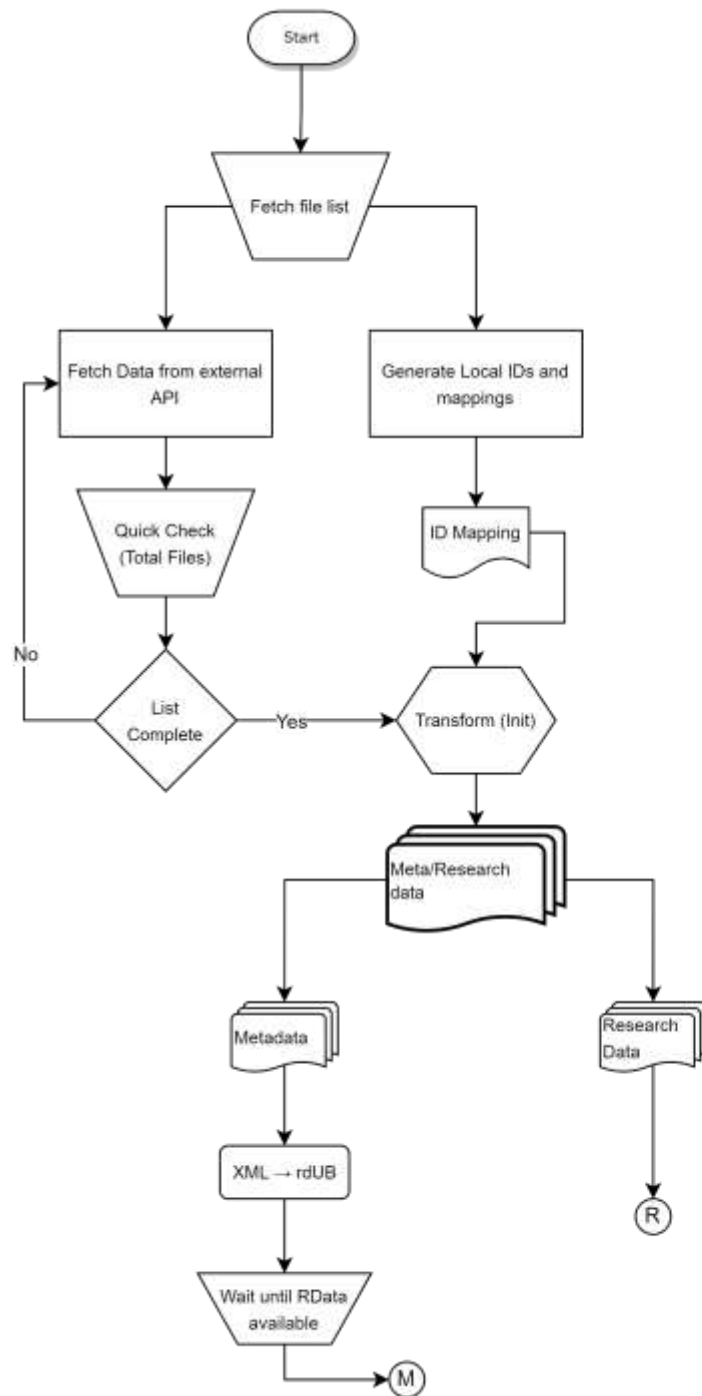 Start
Fetch file list
Fetch Data from external
API
Generate Local IDs and
mappings
Quick Check
(Total Files)
ID Mapping
No
List
Complete
Yes
Transform (Init)
Meta/Research
data
Metadata
Research
Data
XML → rdUB
R
Wait until RData
available
M